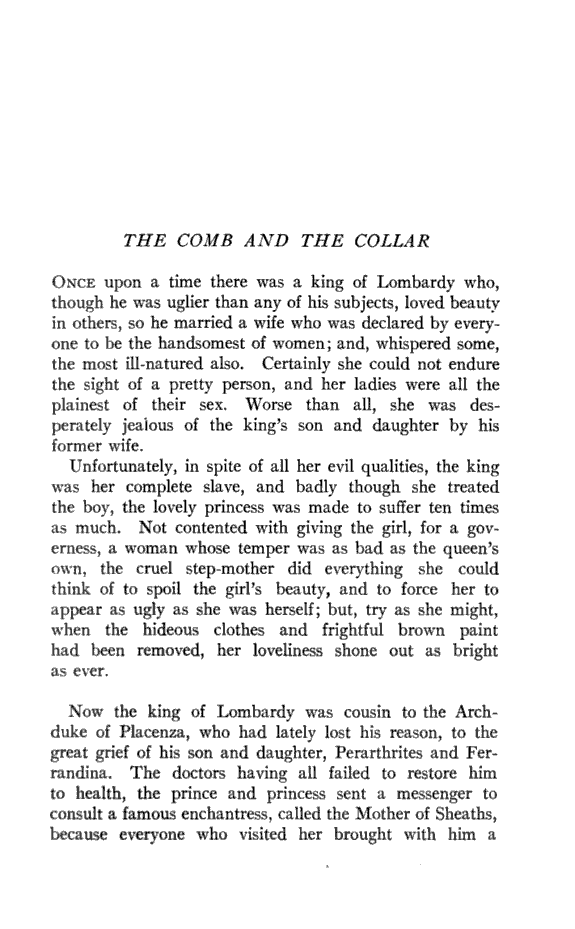 THE COMB AND THE COLLAR
ONCE upon a time there was a king of Lombardy who,
though he was uglier than any of his subjects, loved beauty
in others, so he married a wife who was declared by every-
one to be the handsomest of women; and, whispered some,
the most ill-natured also. Certainly she could not endure
the sight of a pretty person, and her ladies were all the
plainest of their sex. Worse than all, she was des-
perately jealous of the king's son and daughter by his
former wife.
Unfortunately, in spite of all her evil qualities, the king
was her complete slave, and badly though she treated
the boy, the lovely princess was made to suffer ten times
as much. Not contented with giving the girl, for a gov-
erness, a woman whose temper was as bad as the queen's
own, the cruel step-mother did everything she could
think of to spoil the girl's beauty, and to force her to
appear as ugly as she was herself; but, try as she might,
when the hideous clothes and frightful brown paint
had been removed, her loveliness shone out as bright
as ever.
Now the king of Lombardy was cousin to the Arch-
duke of Placenza, who had lately lost his reason, to the
great grief of his son and daughter, Perarthrites and Fer-
randina. The doctors having all failed to restore him
to health, the prince and princess sent a messenger to
consult a famous enchantress, called the Mother of Sheaths,
because everyone who visited her brought with him a